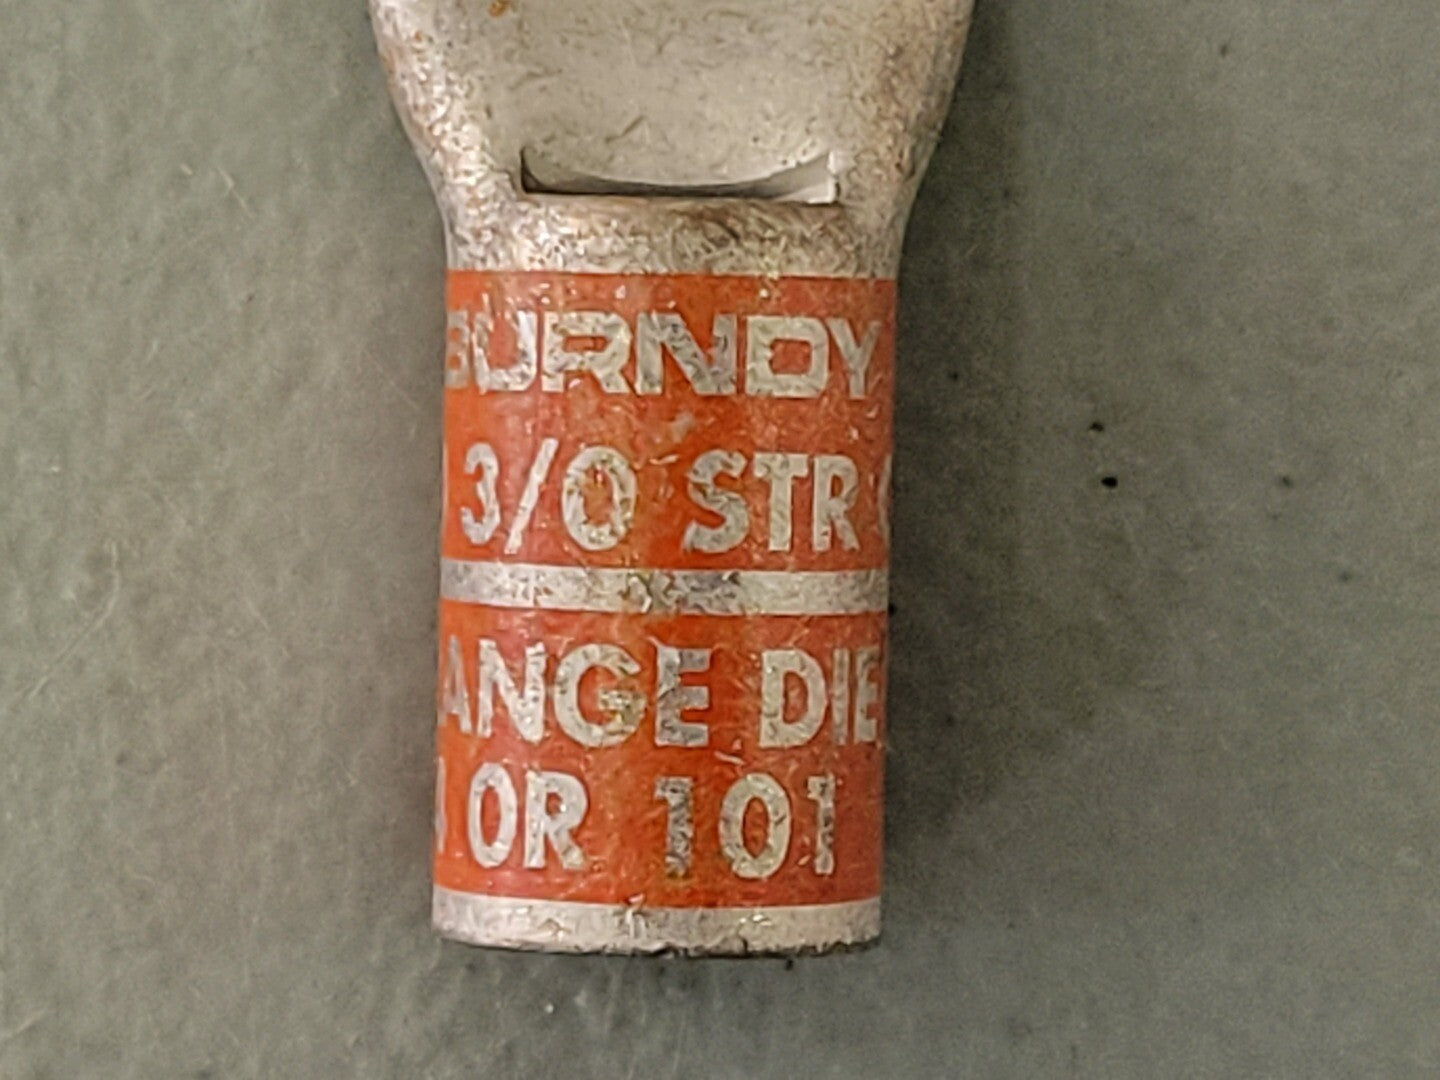 BURNDY
3/0 STR
ANGE DIE
OR 101